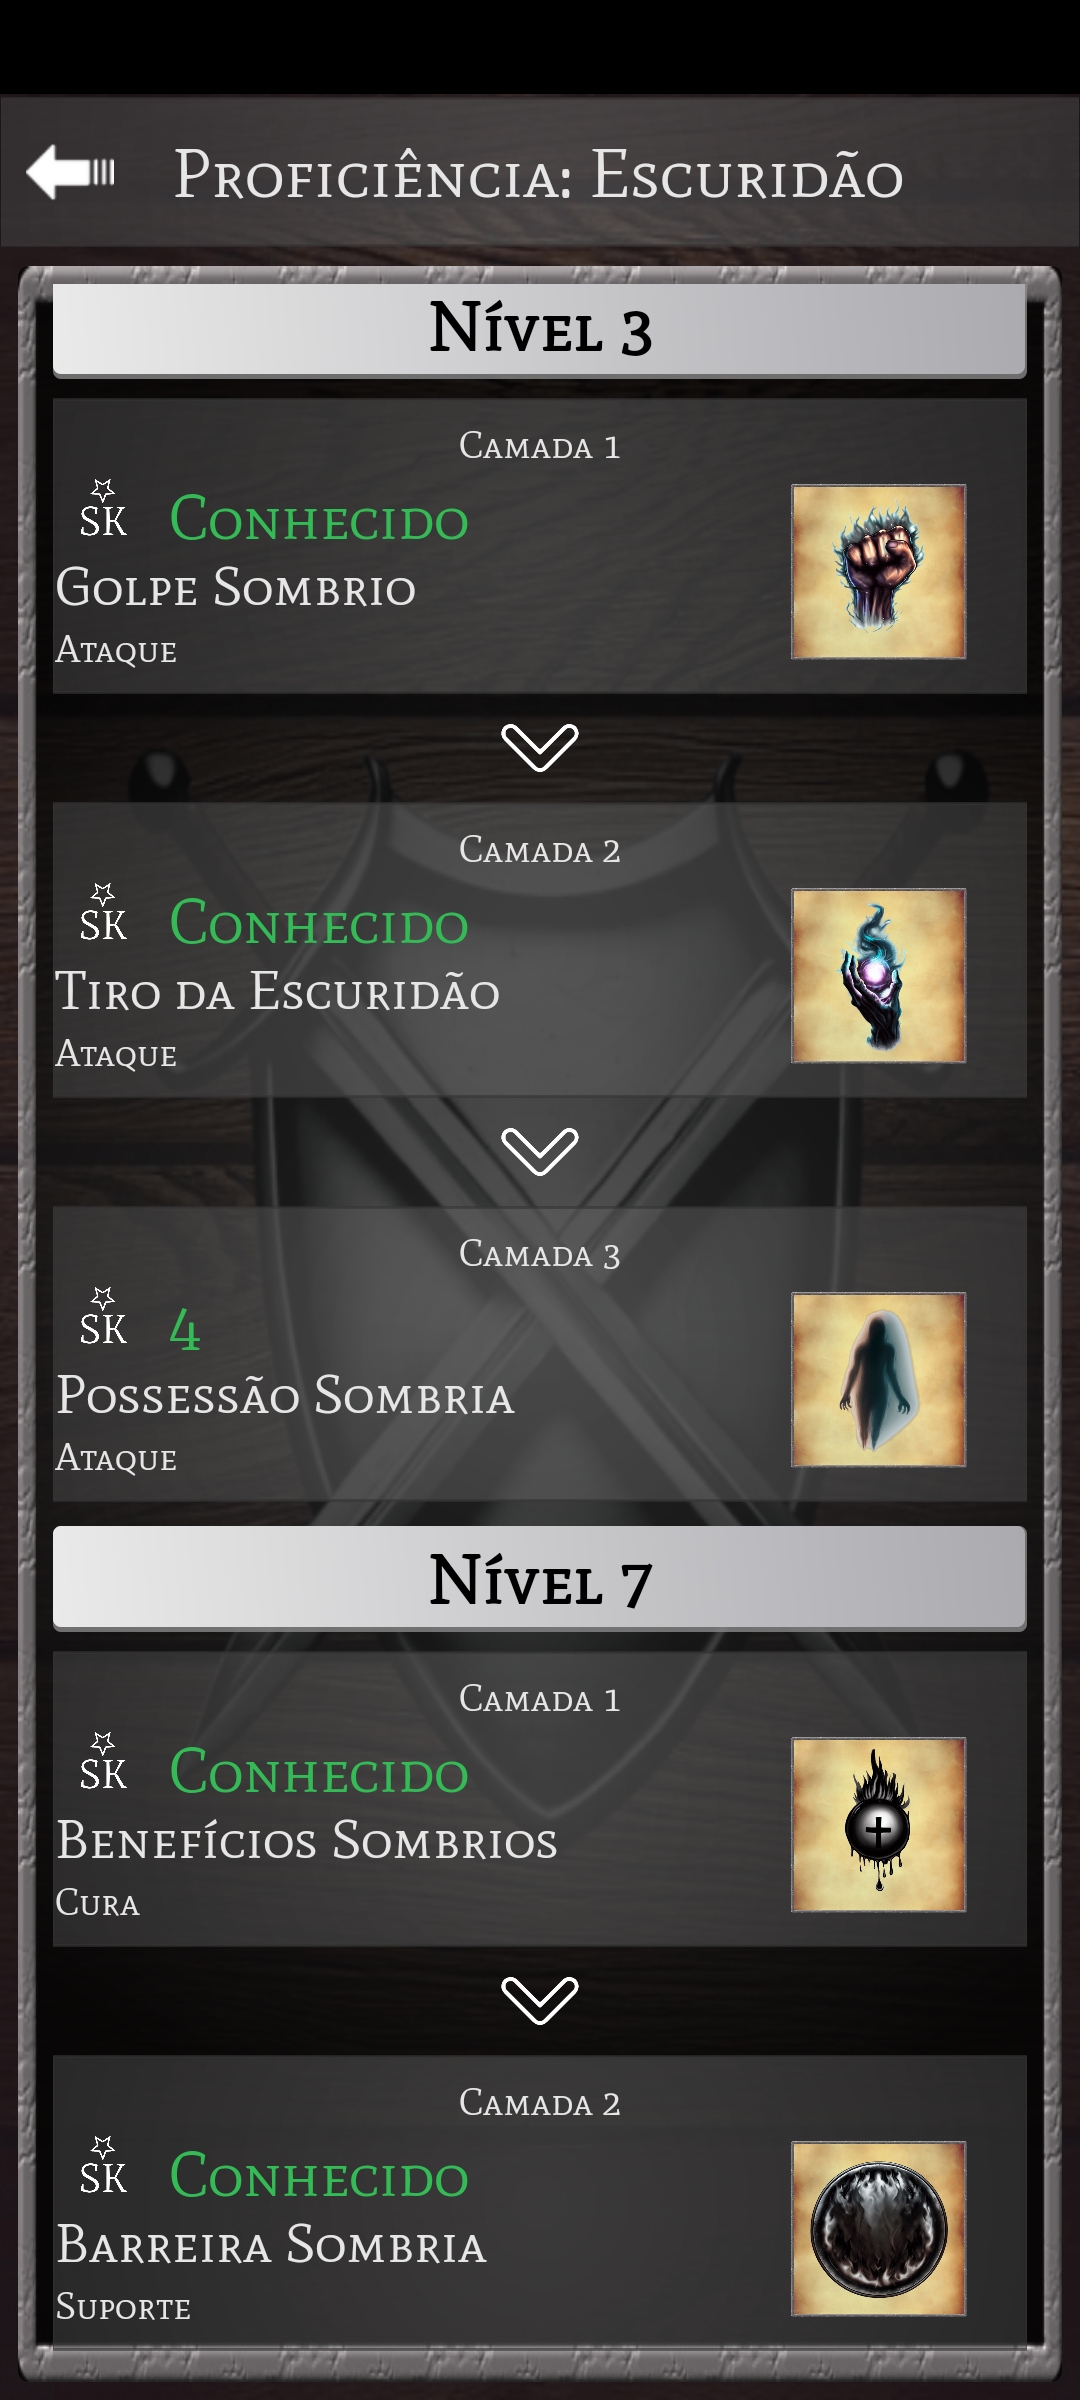 Proficiência: Escuridão
Nível 3
Camada 1
SK Conhecido
Golpe Sombrio
Ataque
Camada 2
SK Conhecido
Tiro da Escuridão
Ataque
Camada 3
SK 4
Possessão Sombria
Ataque
Nível 7
Camada 1
SK Conhecido
Benefícios Sombrios
Cura
Camada 2
SK Conhecido
Barreira Sombria
Suporte